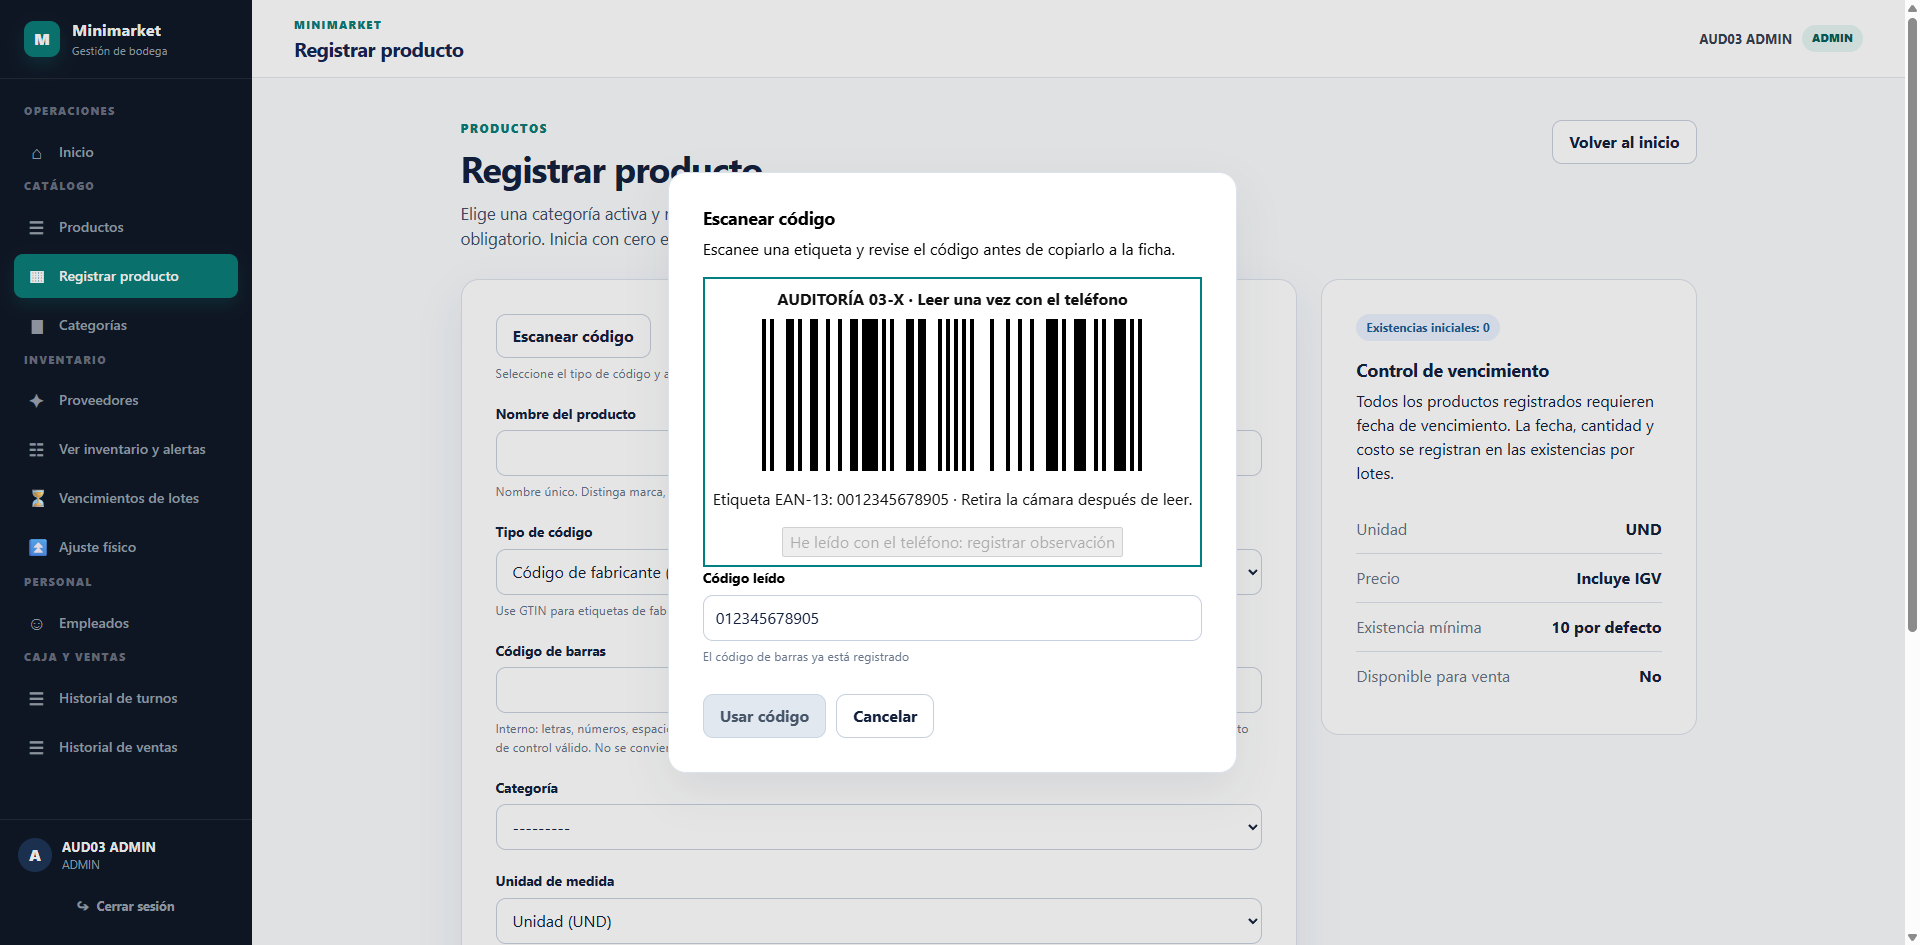 M
Minimarket
Gestión de bodega
OPERACIONES
Inicio
CATÁLOGO
Productos
Registrar producto
Categorías
INVENTARIO
Proveedores
Ver inventario y alertas
Vencimientos de lotes
Ajuste físico
PERSONAL
Empleados
CAJA Y VENTAS
Historial de turnos
Historial de ventas
A
AUD03 ADMIN
ADMIN
Cerrar sesión
MINIMARKET
Registrar producto
AUD03 ADMIN
ADMIN
PRODUCTOS
Registrar producto
Elige una categoría activa y
obligatorio. Inicia con cero
Volver al inicio
Escanear código
Seleccione el tipo de código y
Nombre del producto
Nombre único. Distinga marca,
Tipo de código
Código de fabricante
Use GTIN para etiquetas de
Código de barras
Interno: letras, números,
de control válido. No se
Categoría
---------
Unidad de medida
Unidad (UND)
Escanear código
Escanee una etiqueta y revise el código antes de copiarlo a la ficha.
AUDITORÍA 03-X · Leer una vez con el teléfono
Etiqueta EAN-13: 0012345678905 · Retira la cámara después de leer.
He leído con el teléfono: registrar observación
Código leído
012345678905
El código de barras ya está registrado
Usar código
Cancelar
Existencias iniciales: 0
Control de vencimiento
Todos los productos registrados requieren
fecha de vencimiento. La fecha, cantidad y
costo se registran en las existencias por
lotes.
Unidad UND
Precio Incluye IGV
Existencia mínima 10 por defecto
Disponible para venta No